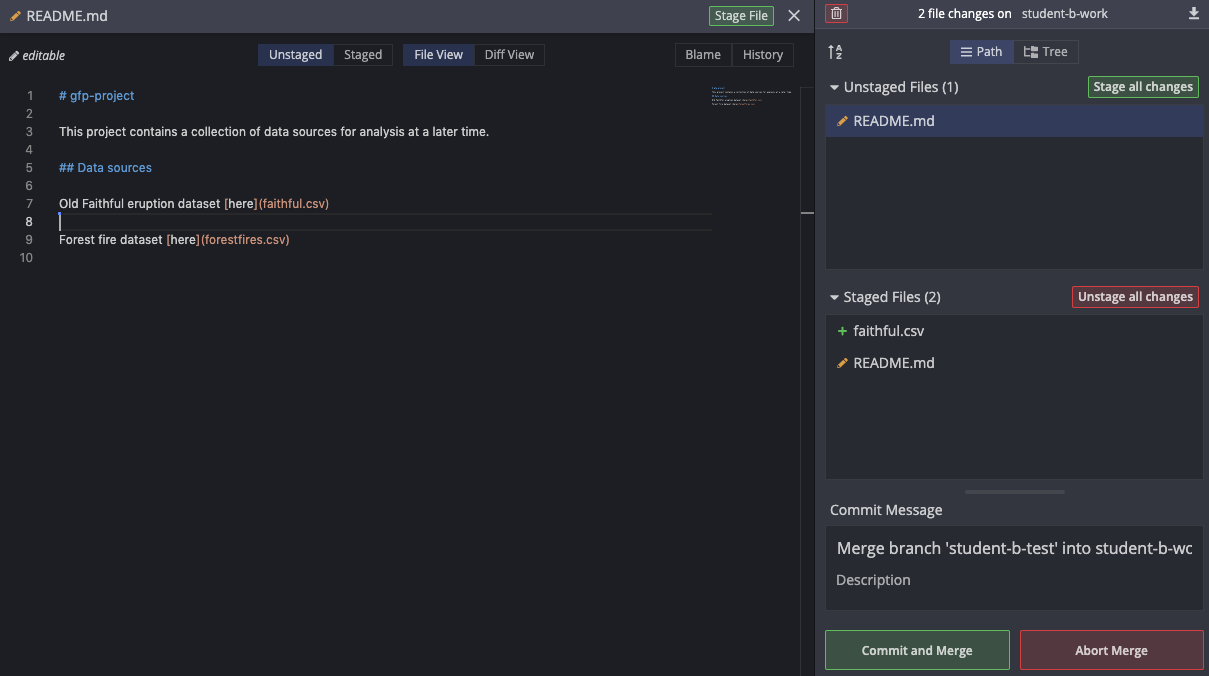 README.md
Stage File
editable
Unstaged Staged
File View Diff View
Blame History
1 # gfp-project
2
3 This project contains a collection of data sources for analysis at a later time.
4
5 ## Data sources
6
7 Old Faithful eruption dataset [here](faithful.csv)
8
9 Forest fire dataset [here](forestfires.csv)
10
2 file changes on student-b-work
A Z
Path Tree
Unstaged Files (1)
Stage all changes
README.md
Staged Files (2)
Unstage all changes
+ faithful.csv
README.md
Commit Message
Merge branch 'student-b-test' into student-b-wo
Description
Commit and Merge
Abort Merge